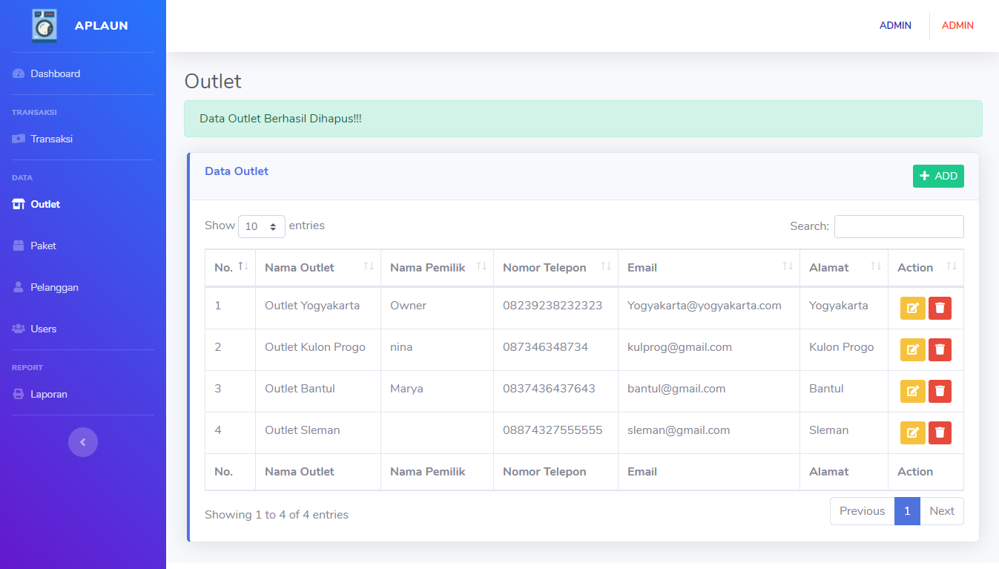 APLAUN
ADMIN ADMIN
Dashboard
TRANSAKSI
Transaksi
DATA
Outlet
Paket
Pelanggan
Users
REPORT
Laporan
Outlet
Data Outlet Berhasil Dihapus!!!
Data Outlet
ADD
Show 10 entries
Search:
No. Nama Outlet Nama Pemilik Nomor Telepon Email Alamat Action
1 Outlet Yogyakarta Owner 08239238232323 Yogyakarta@yogyakarta.com Yogyakarta
2 Outlet Kulon Progo nina 087346348734 kulprog@gmail.com Kulon Progo
3 Outlet Bantul Marya 0837436437643 bantul@gmail.com Bantul
4 Outlet Sleman 08874327555555 sleman@gmail.com Sleman
No. Nama Outlet Nama Pemilik Nomor Telepon Email Alamat Action
Showing 1 to 4 of 4 entries
Previous 1 Next